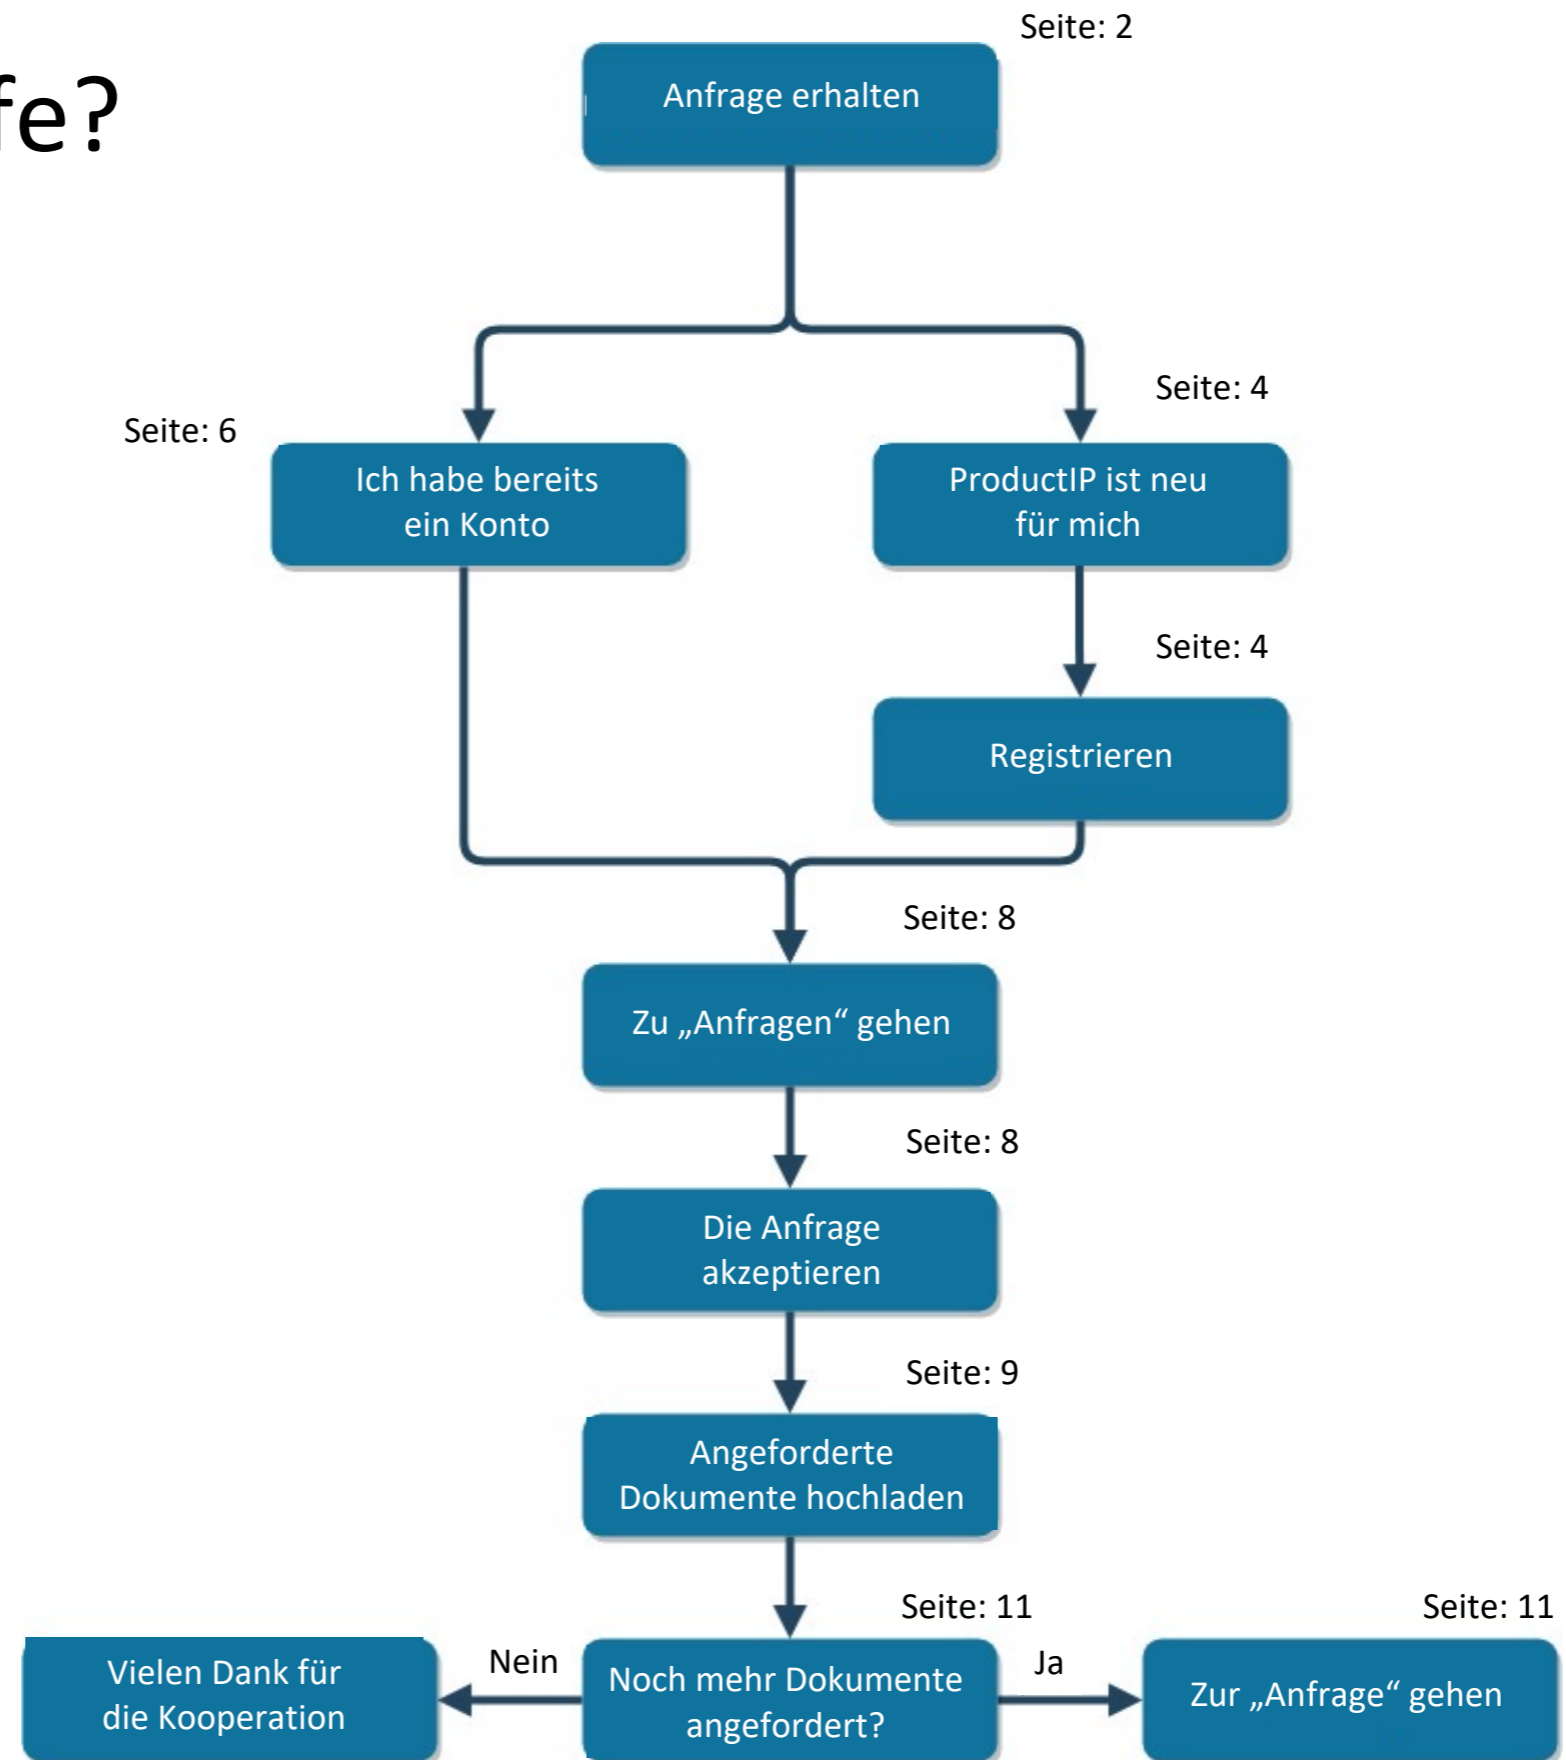 fe?
Seite: 2
Anfrage erhalten
Seite: 6
Ich habe bereits
ein Konto
Seite: 4
ProductIP ist neu
für mich
Seite: 4
Registrieren
Seite: 8
Zu „Anfragen“ gehen
Seite: 8
Die Anfrage
akzeptieren
Seite: 9
Angeforderte
Dokumente hochladen
Seite: 11
Noch mehr Dokumente
angefordert?
Nein
Vielen Dank für
die Kooperation
Ja
Seite: 11
Zur „Anfrage“ gehen